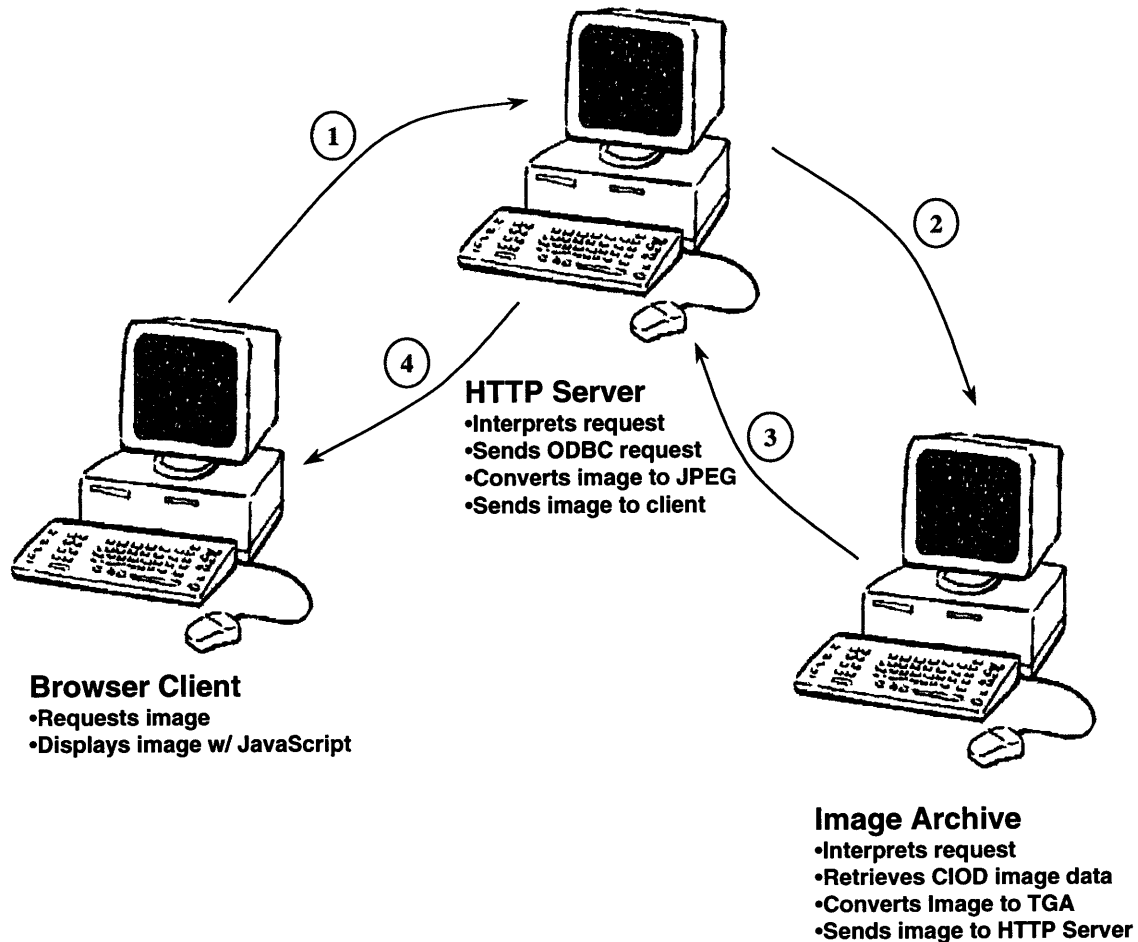 1
2
3
4
HTTP Server
•Interprets request
•Sends ODBC request
•Converts image to JPEG
•Sends image to client
Browser Client
•Requests image
•Displays image w/ JavaScript
Image Archive
•Interprets request
•Retrieves CIOD image data
•Converts Image to TGA
•Sends image to HTTP Server